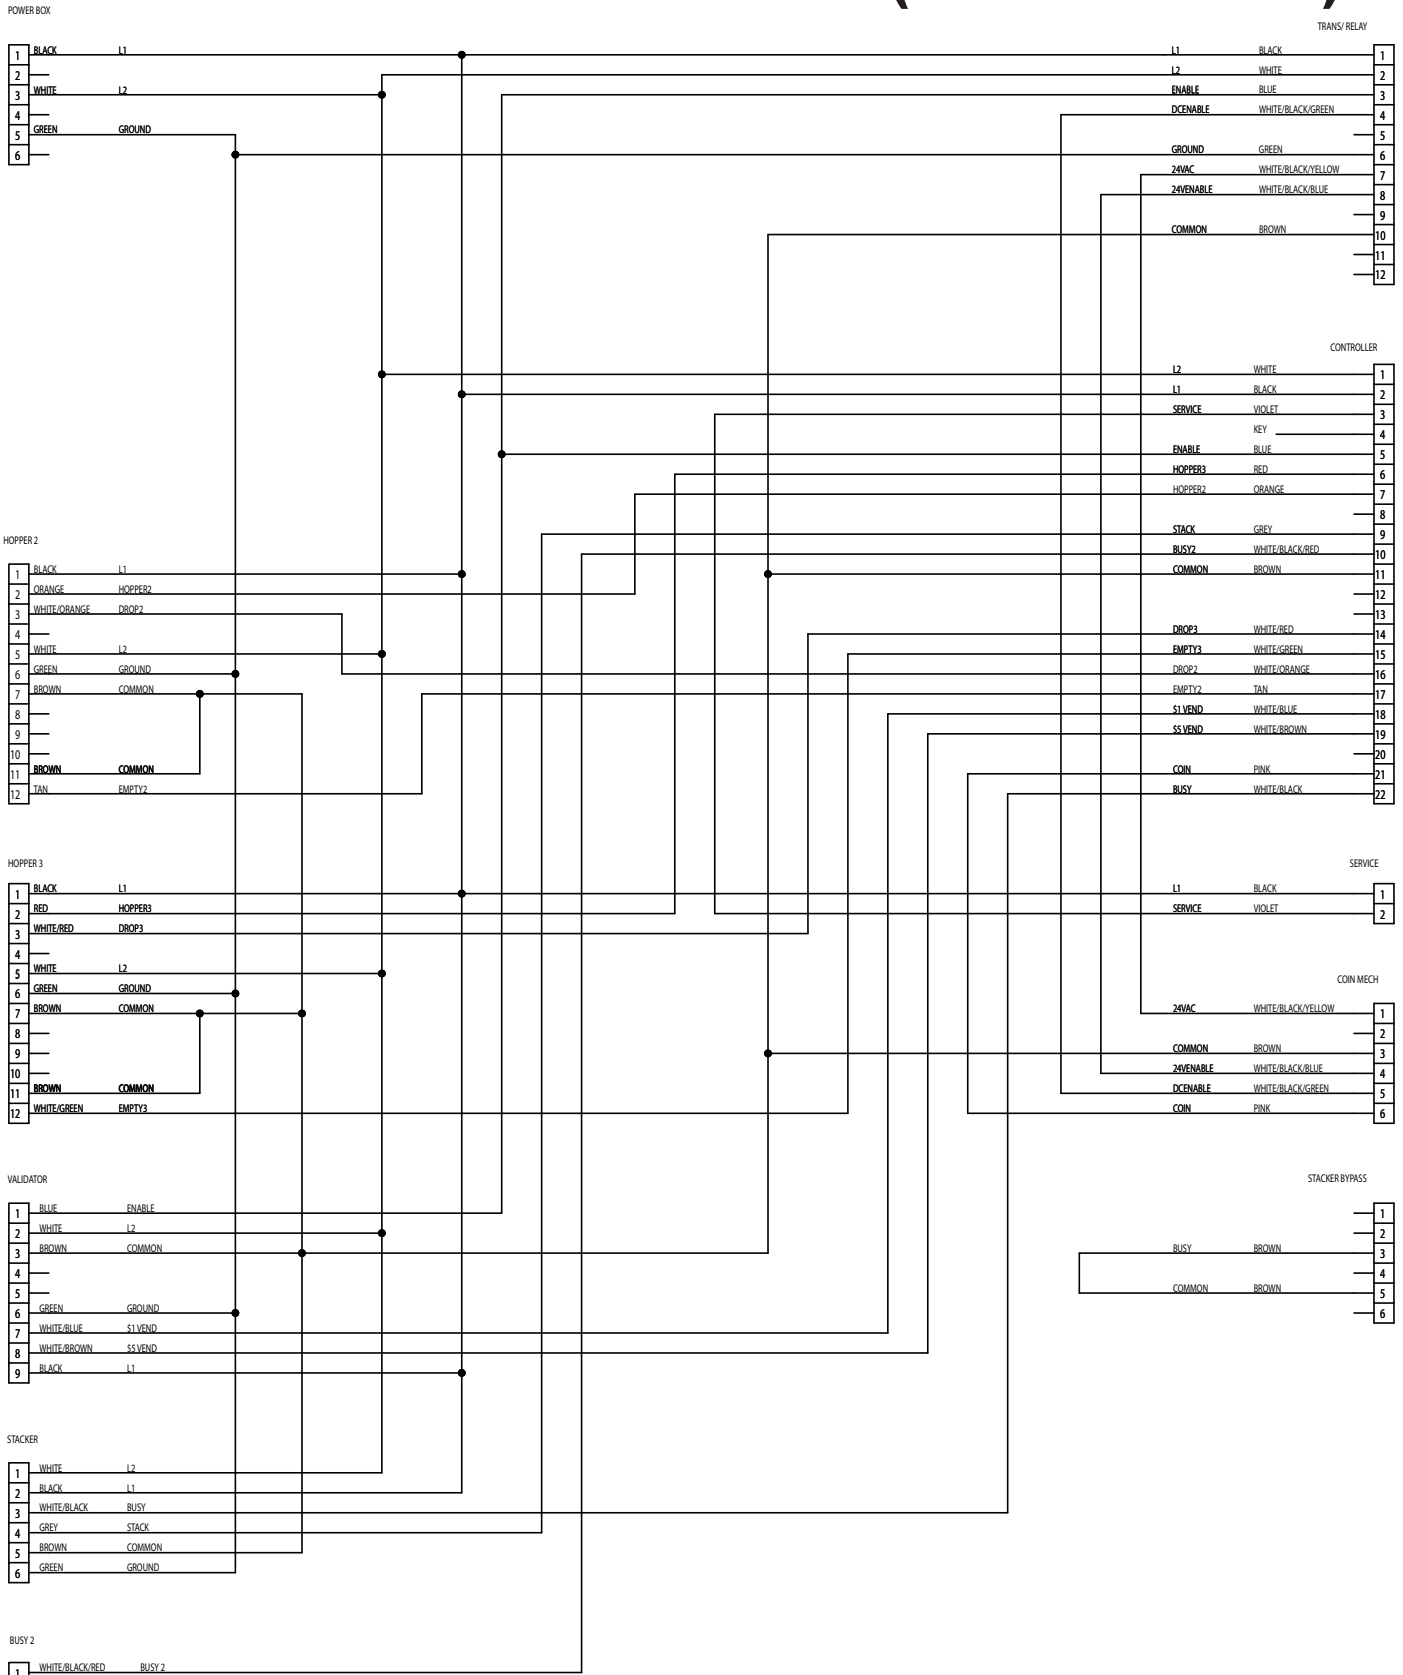 POWER BOX
1 BLACK L1
2
3 WHITE L2
4
5 GREEN GROUND
6
TRANS/ RELAY
L1 BLACK 1
L2 WHITE 2
ENABLE BLUE 3
DCENABLE WHITE/BLACK/GREEN 4
5
GROUND GREEN 6
24VAC WHITE/BLACK/YELLOW 7
24VENABLE WHITE/BLACK/BLUE 8
9
COMMON BROWN 10
11
12
CONTROLLER
L2 WHITE 1
L1 BLACK 2
SERVICE VIOLET 3
KEY 4
ENABLE BLUE 5
HOPPER3 RED 6
HOPPER2 ORANGE 7
8
STACK GREY 9
BUSY2 WHITE/BLACK/RED 10
COMMON BROWN 11
12
13
DROP3 WHITE/RED 14
EMPTY3 WHITE/GREEN 15
DROP2 WHITE/ORANGE 16
EMPTY2 TAN 17
$1 VEND WHITE/BLUE 18
$5 VEND WHITE/BROWN 19
20
COIN PINK 21
BUSY WHITE/BLACK 22
HOPPER 2
1 BLACK L1
2 ORANGE HOPPER2
3 WHITE/ORANGE DROP2
4
5 WHITE L2
6 GREEN GROUND
7 BROWN COMMON
8
9
10
11 BROWN COMMON
12 TAN EMPTY2
HOPPER 3
1 BLACK L1
2 RED HOPPER3
3 WHITE/RED DROP3
4
5 WHITE L2
6 GREEN GROUND
7 BROWN COMMON
8
9
10
11 BROWN COMMON
12 WHITE/GREEN EMPTY3
SERVICE
L1 BLACK 1
SERVICE VIOLET 2
COIN MECH
24VAC WHITE/BLACK/YELLOW 1
2
COMMON BROWN 3
24VENABLE WHITE/BLACK/BLUE 4
DCENABLE WHITE/BLACK/GREEN 5
COIN PINK 6
VALIDATOR
1 BLUE ENABLE
2 WHITE L2
3 BROWN COMMON
4
5
6 GREEN GROUND
7 WHITE/BLUE $1 VEND
8 WHITE/BROWN $5 VEND
9 BLACK L1
STACKER BYPASS
1
2
BUSY BROWN 3
4
COMMON BROWN 5
6
STACKER
1 WHITE L2
2 BLACK L1
3 WHITE/BLACK BUSY
4 GREY STACK
5 BROWN COMMON
6 GREEN GROUND
BUSY 2
1 WHITE/BLACK/RED BUSY 2